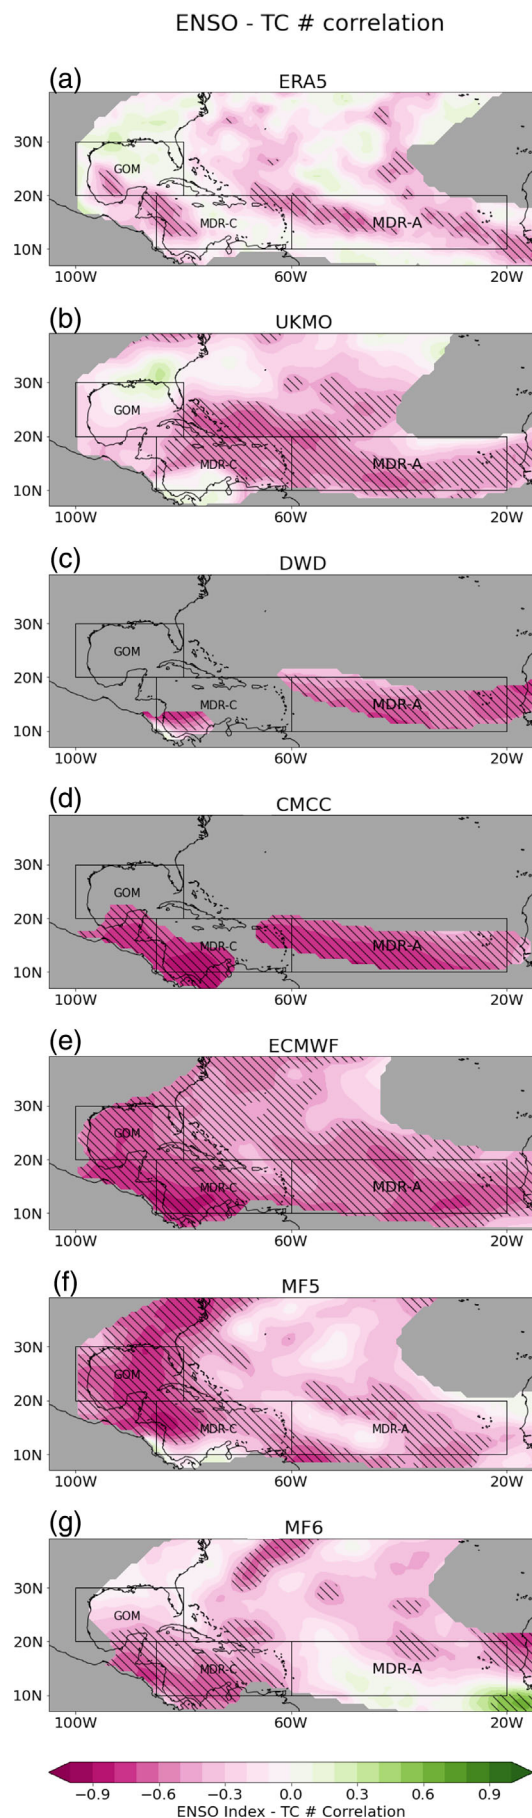 ENSO - TC # correlation
(a)
ERA5
30N
GOM
20N
MDR-C
MDR-A
10N
100W 60W 20W
(b)
UKMO
30N
GOM
20N
MDR-C
MDR-A
10N
100W 60W 20W
(c)
DWD
30N
GOM
20N
MDR-C
MDR-A
10N
100W 60W 20W
(d)
CMCC
30N
GOM
20N
MDR-C
MDR-A
10N
100W 60W 20W
(e)
ECMWF
30N
GOM
20N
MDR-C
MDR-A
10N
100W 60W 20W
(f)
MF5
30N
GOM
20N
MDR-C
MDR-A
10N
100W 60W 20W
(g)
MF6
30N
GOM
20N
MDR-C
MDR-A
10N
100W 60W 20W
−0.9 −0.6 −0.3 0.0 0.3 0.6 0.9
ENSO Index - TC # Correlation